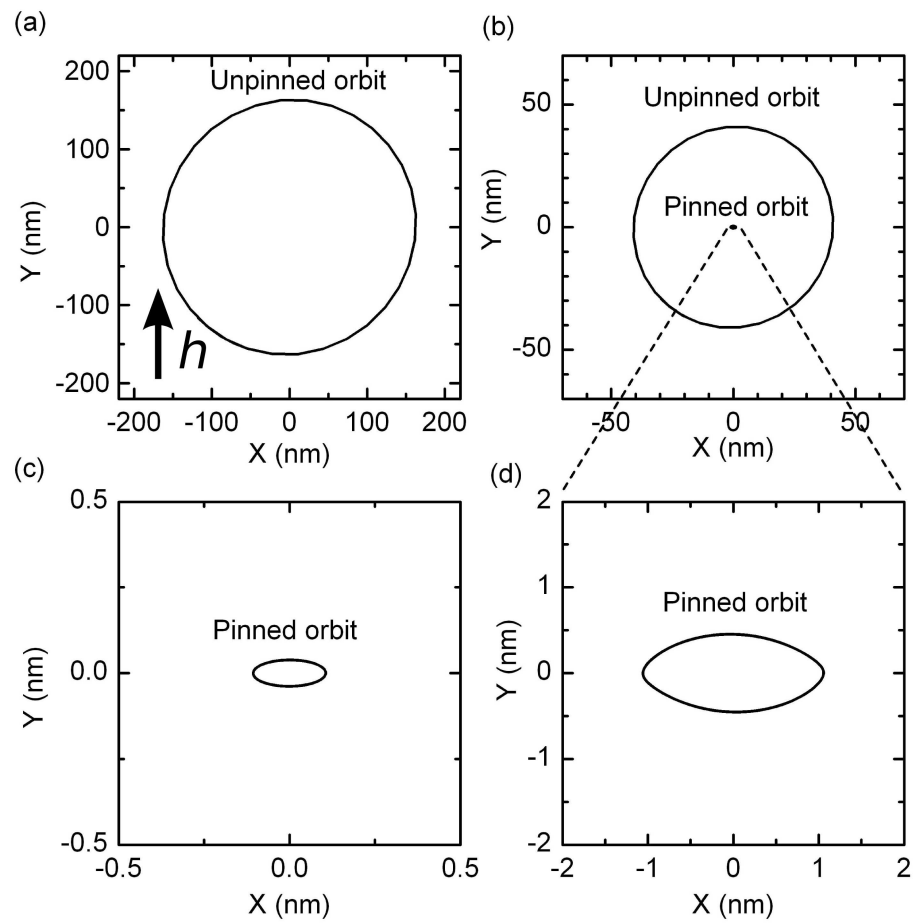 (a)
200
100
0
-100
-200
Y (nm)
Unpinned orbit
h
-200 -100 0 100 200
X (nm)
(b)
50
0
-50
Y (nm)
Unpinned orbit
Pinned orbit
-50 0 50
X (nm)
(c)
0.5
0.0
-0.5
Y (nm)
Pinned orbit
-0.5 0.0 0.5
X (nm)
(d)
2
1
0
-1
-2
Y (nm)
Pinned orbit
-2 -1 0 1 2
X (nm)